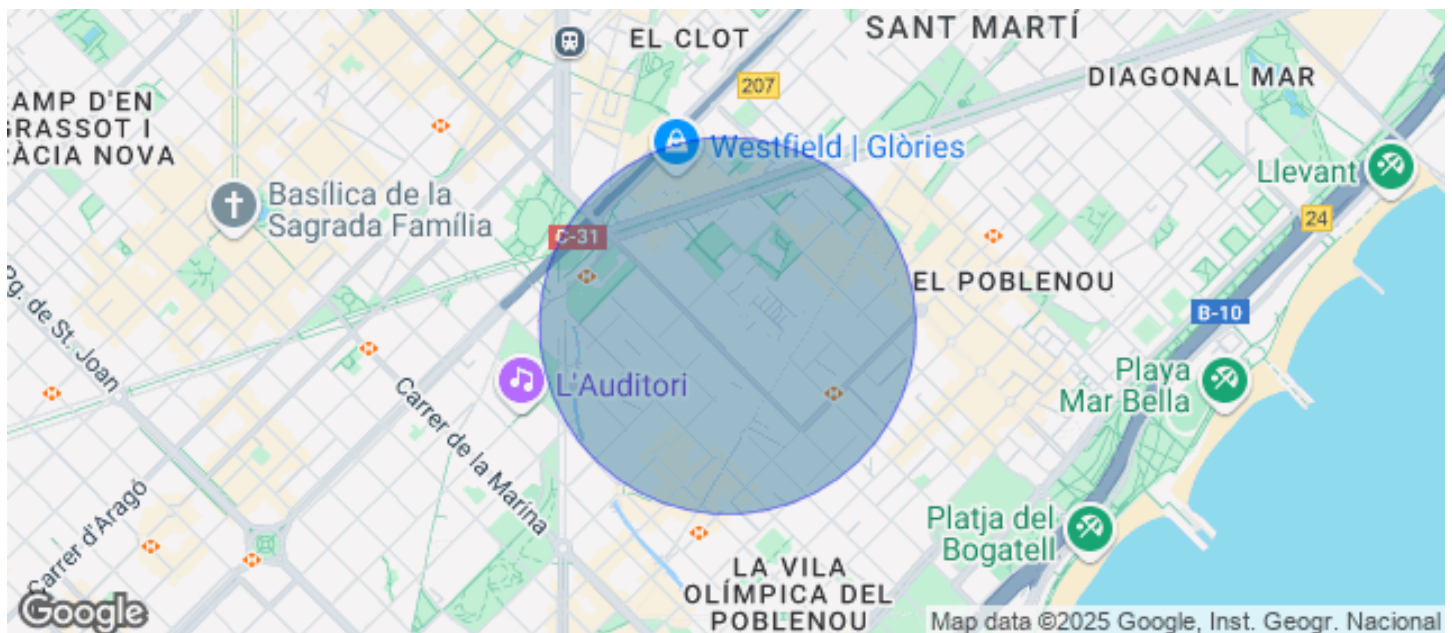 SANT MARTÍ
EL CLOT
DIAGONAL MAR
207
AMP D'EN
GRASSOT I
RÀCIA NOVA
Westfield | Glòries
Llevant
Basílica de la
Sagrada Família
24
C-31
EL POBLENOU
B-10
Pg. de St. Joan
L'Auditori
Playa
Mar Bella
Carrer de la Marina
Carrer d'Aragó
Platja del
Bogatell
LA VILA
OLÍMPICA DEL
POBLENOU
Google
Map data ©2025 Google, Inst. Geogr. Nacional